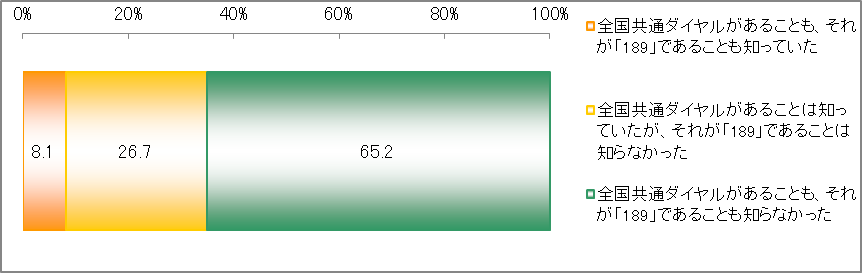 0% 20% 40% 60% 80% 100%
8.1 26.7 65.2
全国共通ダイヤルがあることも、それ
が「189」であることも知っていた
全国共通ダイヤルがあることは知っ
ていたが、それが「189」であることは
知らなかった
全国共通ダイヤルがあることも、それ
が「189」であることも知らなかった